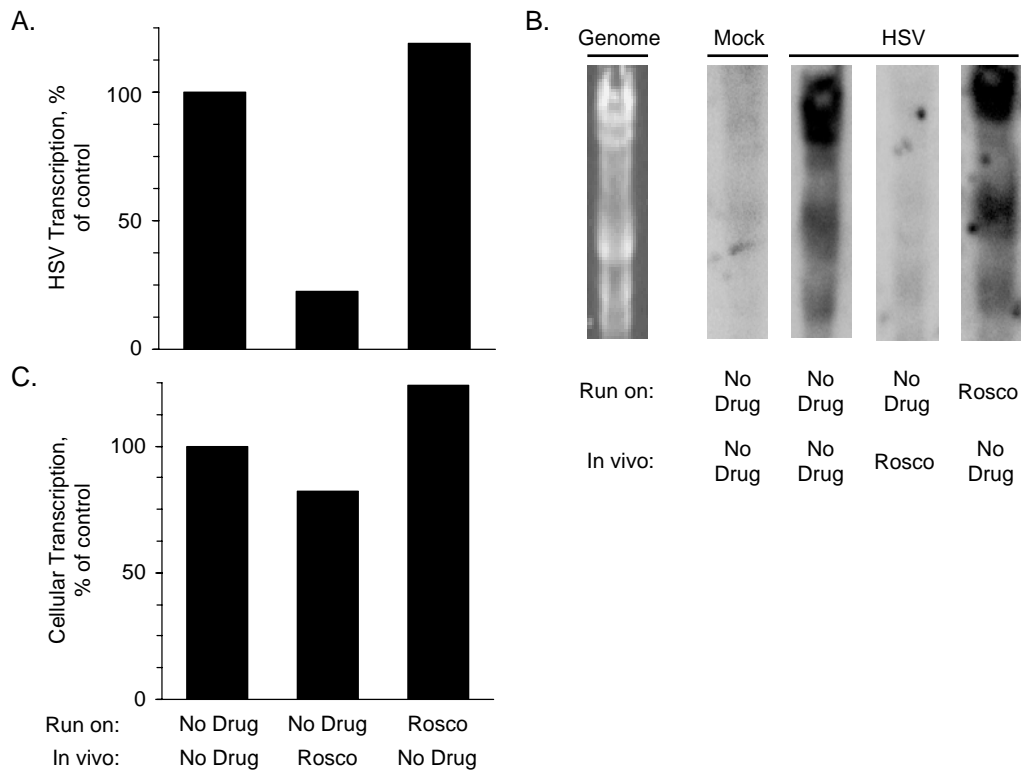 A.
HSV Transcription, %
of control
100
50
0
B.
Genome
Mock
HSV
Run on:
No
Drug
No
Drug
No
Drug
Rosco
In vivo:
No
Drug
No
Drug
Rosco
No
Drug
C.
Cellular Transcription,
% of control
100
50
0
Run on:
No Drug
No Drug
Rosco
In vivo:
No Drug
Rosco
No Drug